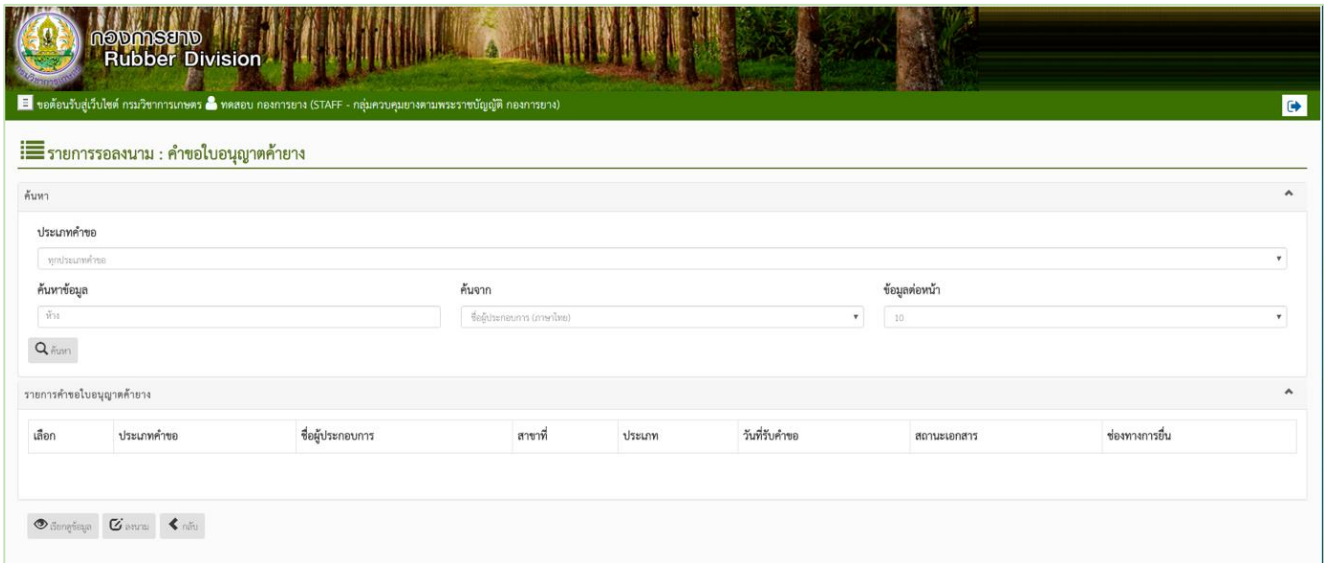 กองการยาง
Rubber Division
กรมวิชาการเกษตร
ขอต้อนรับสู่เว็บไซต์ กรมวิชาการเกษตร ทดสอบ กองการยาง (STAFF - กลุ่มควบคุมยางตามพระราชบัญญัติ กองการยาง)
รายการรอลงนาม : คำขอใบอนุญาตค้ายาง
ค้นหา
ประเภทคำขอ
ทุกประเภทคำขอ
ค้นหาข้อมูล ค้นจาก ข้อมูลต่อหน้า
ห้าง ชื่อผู้ประกอบการ (ภาษาไทย) 10
ค้นหา
รายการคำขอใบอนุญาตค้ายาง
เลือก ประเภทคำขอ ชื่อผู้ประกอบการ สาขาที่ ประเภท วันที่รับคำขอ สถานะเอกสาร ช่องทางการยื่น
เรียกดูข้อมูล ลงนาม กลับ